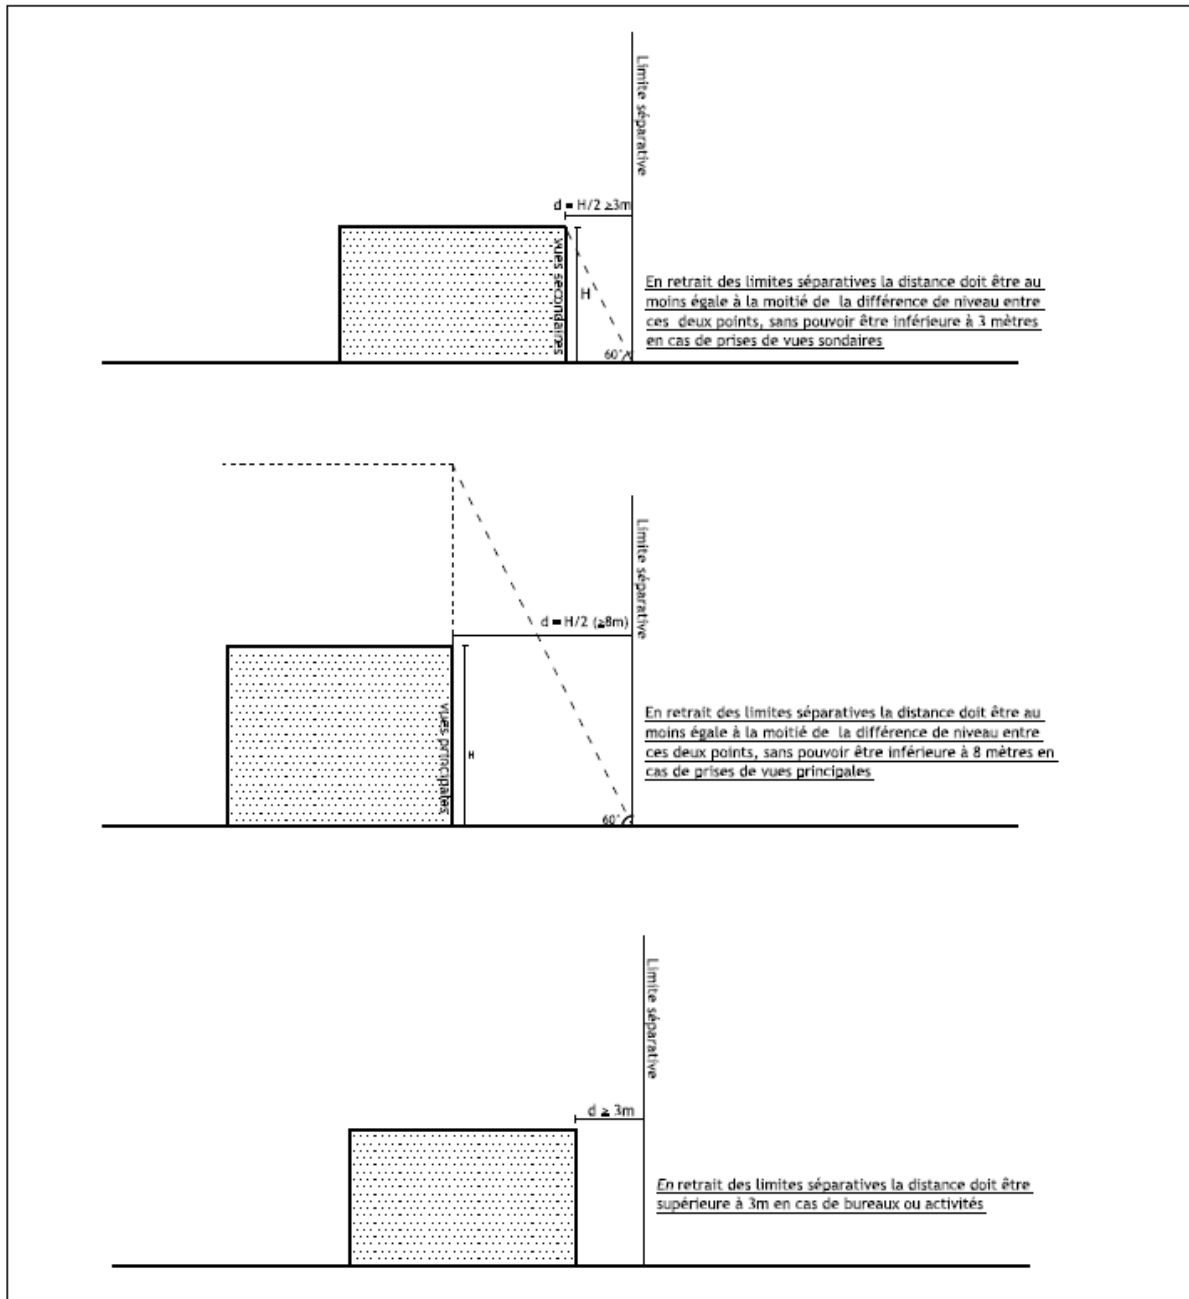 Limite séparative
d = H/2 ≥3m
vues secondaires
H
60°
En retrait des limites séparatives la distance doit être au
moins égale à la moitié de la différence de niveau entre
ces deux points, sans pouvoir être inférieure à 3 mètres
en cas de prises de vues sondaires
Limite séparative
d = H/2 (≥8m)
vues principales
H
60°
En retrait des limites séparatives la distance doit être au
moins égale à la moitié de la différence de niveau entre
ces deux points, sans pouvoir être inférieure à 8 mètres en
cas de prises de vues principales
Limite séparative
d ≥ 3m
En retrait des limites séparatives la distance doit être
supérieure à 3m en cas de bureaux ou activités